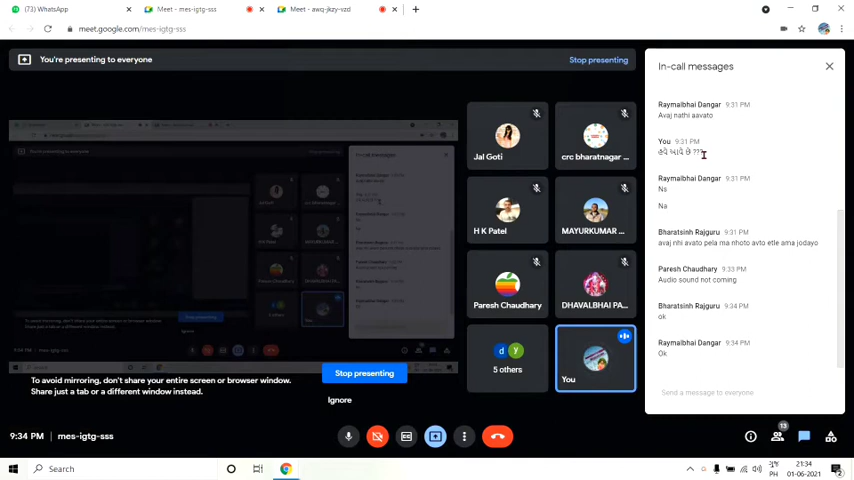 (73) WhatsApp
Meet - mes-igtg-sss
Meet - awq-jkzy-vzd
meet.google.com/mes-igtg-sss
You're presenting to everyone
Stop presenting
In-call messages
Raymalbhai Dangar 9:31 PM
Avaj nathi aavato
You 9:31 PM
હવે આવે છે ???
Raymalbhai Dangar 9:31 PM
Ns
Na
Bharatsinh Rajguru 9:31 PM
avaj nhi avato pela ma nhoto avto etle ama jodayo
Paresh Chaudhary 9:33 PM
Audio sound not coming
Bharatsinh Rajguru 9:34 PM
ok
Raymalbhai Dangar 9:34 PM
Ok
Send a message to everyone
Jal Goti
crc bharatnagar ...
H K Patel
MAYURKUMAR ...
Paresh Chaudhary
DHAVALBHAI PA...
d y
5 others
You
To avoid mirroring, don't share your entire screen or browser window.
Share just a tab or a different window instead.
Stop presenting
Ignore
9:34 PM | mes-igtg-sss
13
Search
21:34
PH
01-06-2021
2